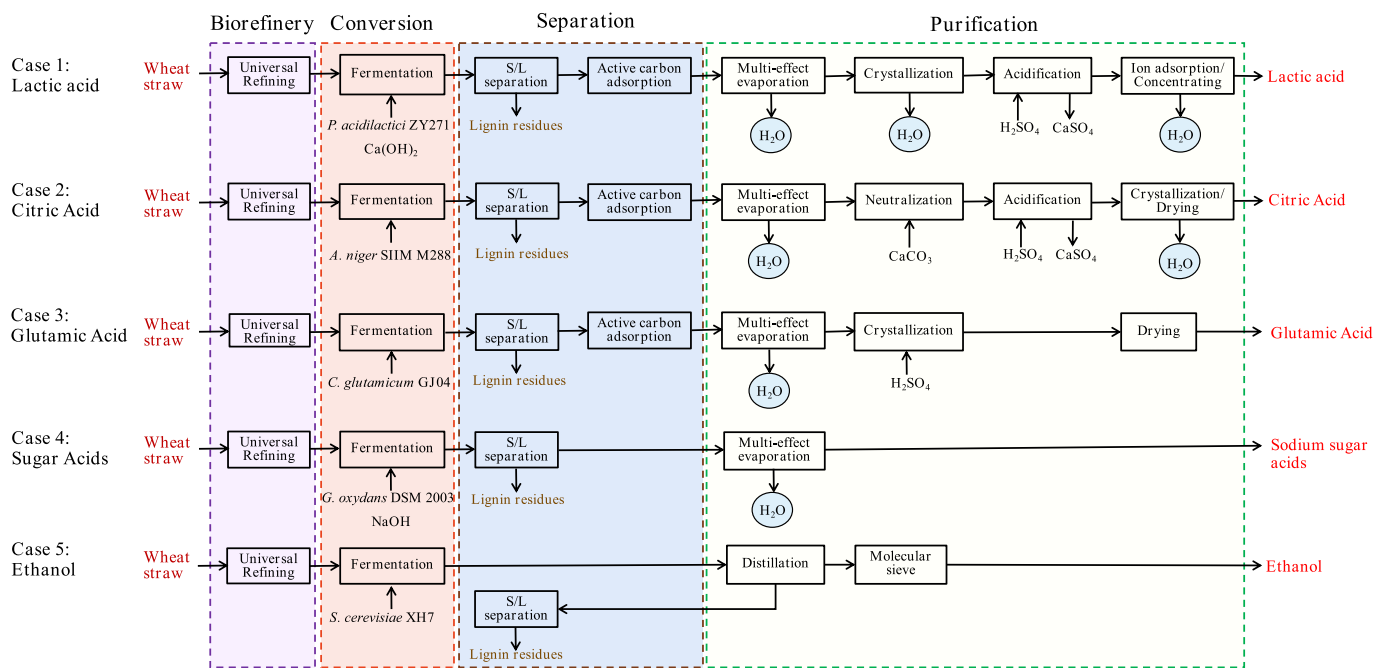 Biorefinery Conversion Separation Purification
Case 1:
Lactic acid
Wheat
straw
Universal
Refining
Fermentation
P. acidilactici ZY271
Ca(OH)2
S/L
separation
Lignin residues
Active carbon
adsorption
Multi-effect
evaporation
H2O
Crystallization
H2O
Acidification
H2SO4 CaSO4
Ion adsorption/
Concentrating
H2O
Lactic acid
Case 2:
Citric Acid
Wheat
straw
Universal
Refining
Fermentation
A. niger SIIM M288
S/L
separation
Lignin residues
Active carbon
adsorption
Multi-effect
evaporation
H2O
Neutralization
CaCO3
Acidification
H2SO4 CaSO4
Crystallization/
Drying
H2O
Citric Acid
Case 3:
Glutamic Acid
Wheat
straw
Universal
Refining
Fermentation
C. glutamicum GJ04
S/L
separation
Lignin residues
Active carbon
adsorption
Multi-effect
evaporation
H2O
Crystallization
H2SO4
Drying
Glutamic Acid
Case 4:
Sugar Acids
Wheat
straw
Universal
Refining
Fermentation
G. oxydans DSM 2003
NaOH
S/L
separation
Lignin residues
Multi-effect
evaporation
H2O
Sodium sugar
acids
Case 5:
Ethanol
Wheat
straw
Universal
Refining
Fermentation
S. cerevisiae XH7
Distillation
Molecular
sieve
Ethanol
S/L
separation
Lignin residues